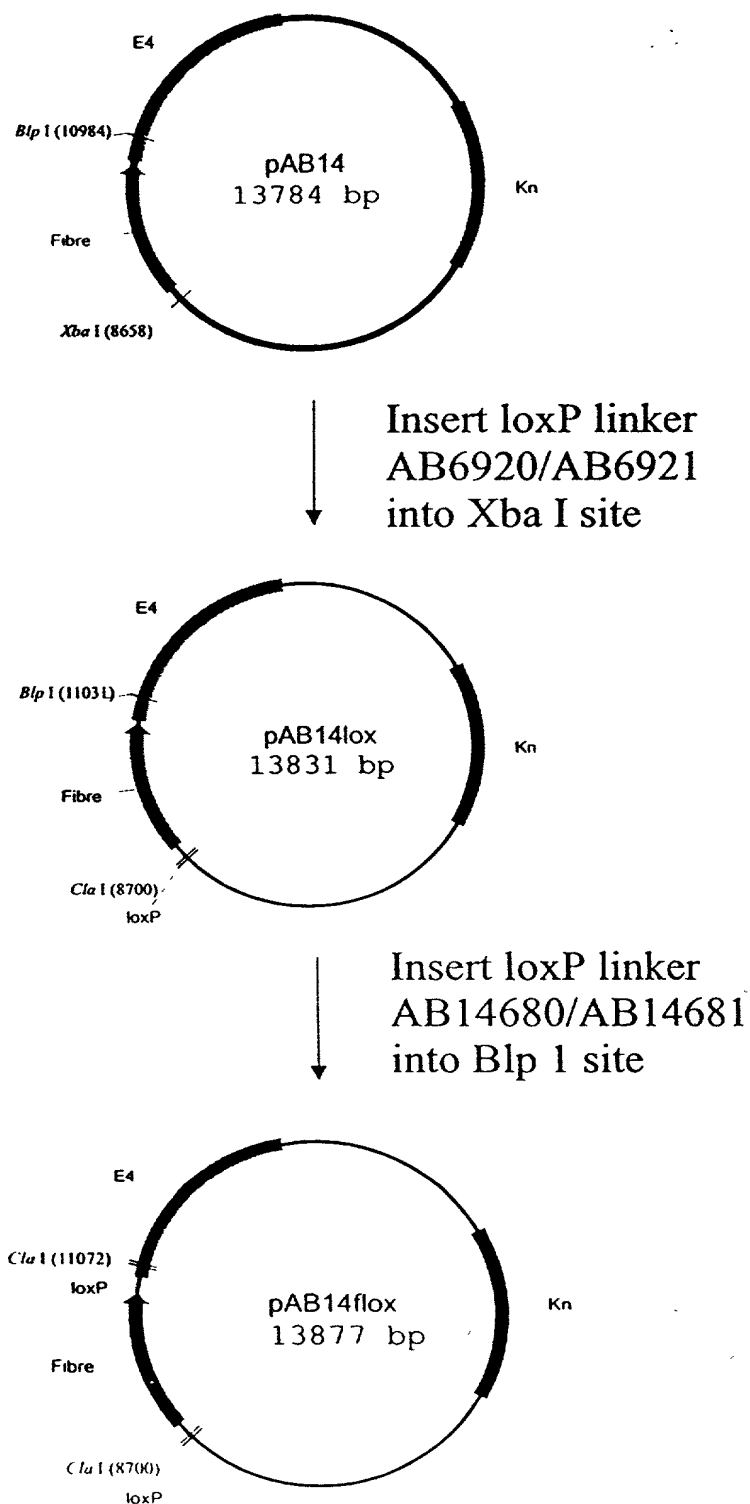 E4
Blp I (10984)
pAB14
13784 bp
Kn
Fibre
Xba I (8658)
Insert loxP linker
AB6920/AB6921
into Xba I site
E4
Blp I (11031)
pAB14lox
13831 bp
Kn
Fibre
Cla I (8700)
loxP
Insert loxP linker
AB14680/AB14681
into Blp 1 site
E4
Cla I (11072)
loxP
pAB14flox
13877 bp
Kn
Fibre
Cla I (8700)
loxP